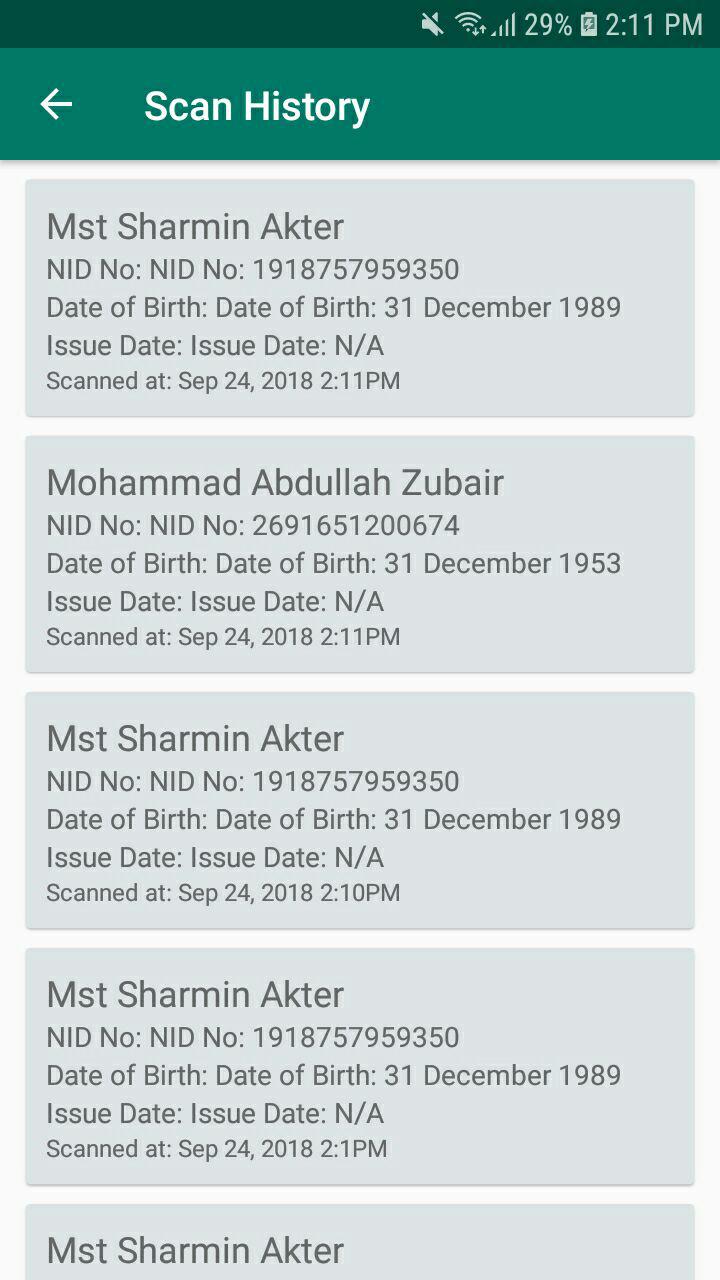 29% 2:11 PM
Scan History
Mst Sharmin Akter
NID No: NID No: 1918757959350
Date of Birth: Date of Birth: 31 December 1989
Issue Date: Issue Date: N/A
Scanned at: Sep 24, 2018 2:11PM
Mohammad Abdullah Zubair
NID No: NID No: 2691651200674
Date of Birth: Date of Birth: 31 December 1953
Issue Date: Issue Date: N/A
Scanned at: Sep 24, 2018 2:11PM
Mst Sharmin Akter
NID No: NID No: 1918757959350
Date of Birth: Date of Birth: 31 December 1989
Issue Date: Issue Date: N/A
Scanned at: Sep 24, 2018 2:10PM
Mst Sharmin Akter
NID No: NID No: 1918757959350
Date of Birth: Date of Birth: 31 December 1989
Issue Date: Issue Date: N/A
Scanned at: Sep 24, 2018 2:1PM
Mst Sharmin Akter